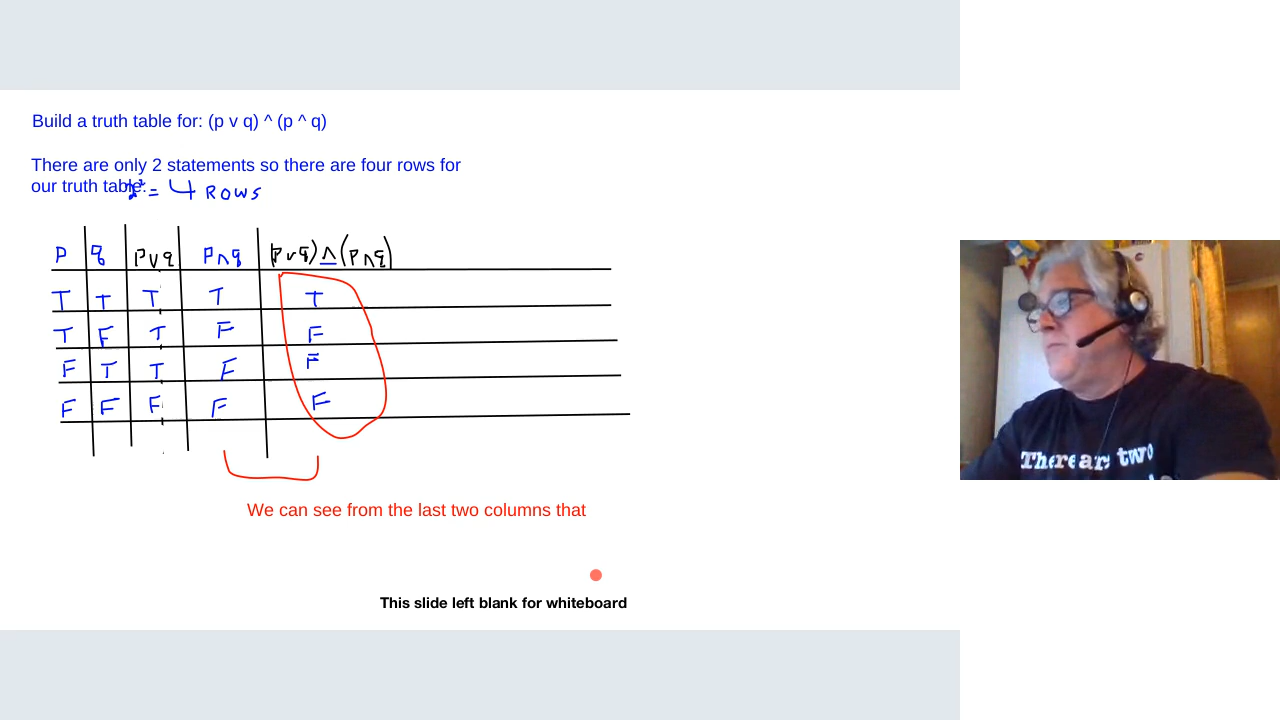 Build a truth table for: (p v q) ^ (p ^ q)
There are only 2 statements so there are four rows for
our truth table.
2² = 4 ROWS
P q P∨q P∧q (p∨q)∧(p∧q)
T T T T T
T F T F F
F T T F F
F F F F F
We can see from the last two columns that
This slide left blank for whiteboard
There are two